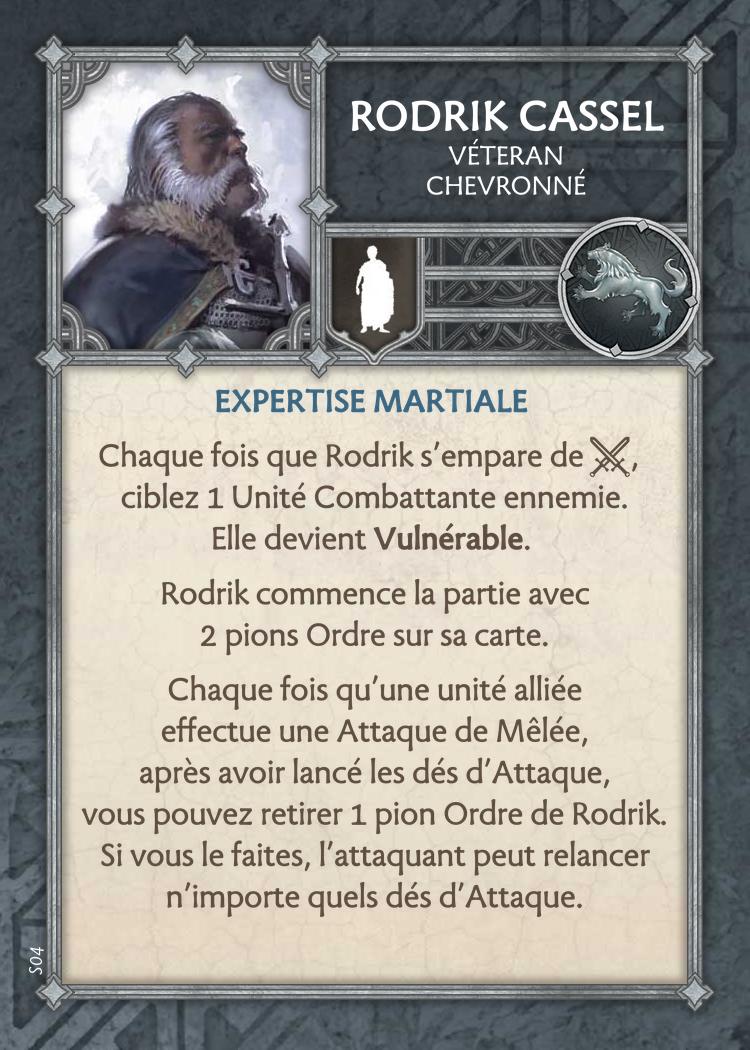 RODRIK CASSEL
VÉTERAN
CHEVRONNÉ
EXPERTISE MARTIALE
Chaque fois que Rodrik s'empare de ,
ciblez 1 Unité Combattante ennemie.
Elle devient Vulnérable.
Rodrik commence la partie avec
2 pions Ordre sur sa carte.
Chaque fois qu'une unité alliée
effectue une Attaque de Mêlée,
après avoir lancé les dés d'Attaque,
vous pouvez retirer 1 pion Ordre de Rodrik.
Si vous le faites, l'attaquant peut relancer
n'importe quels dés d'Attaque.
S04